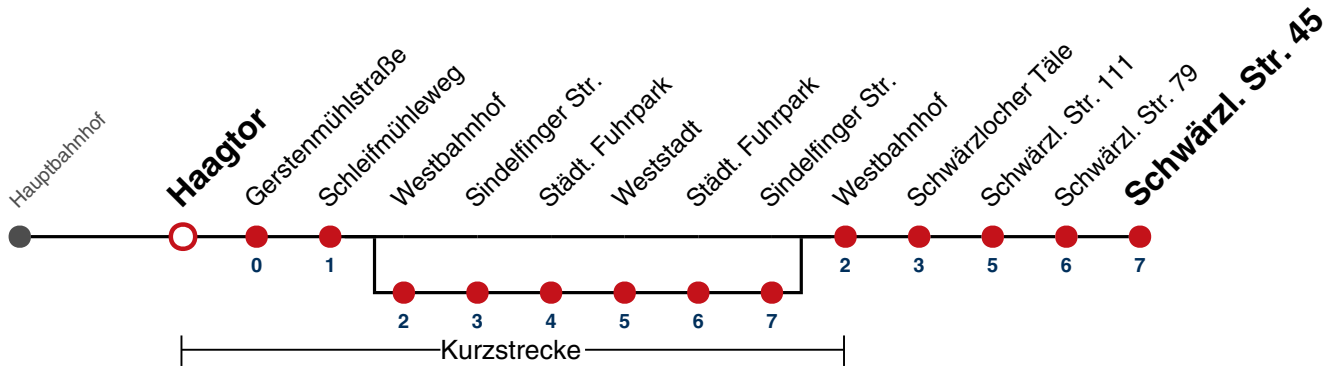 Hauptbahnhof
Haagtor
Gerstenmühlstraße
Schleifmühleweg
Westbahnhof
Sindelfinger Str.
Städt. Fuhrpark
Weststadt
Städt. Fuhrpark
Sindelfinger Str.
Westbahnhof
Schwärzlocher Täle
Schwärzl. Str. 111
Schwärzl. Str. 79
Schwärzl. Str. 45
0 1 2 3 5 6 7
2 3 4 5 6 7
Kurzstrecke